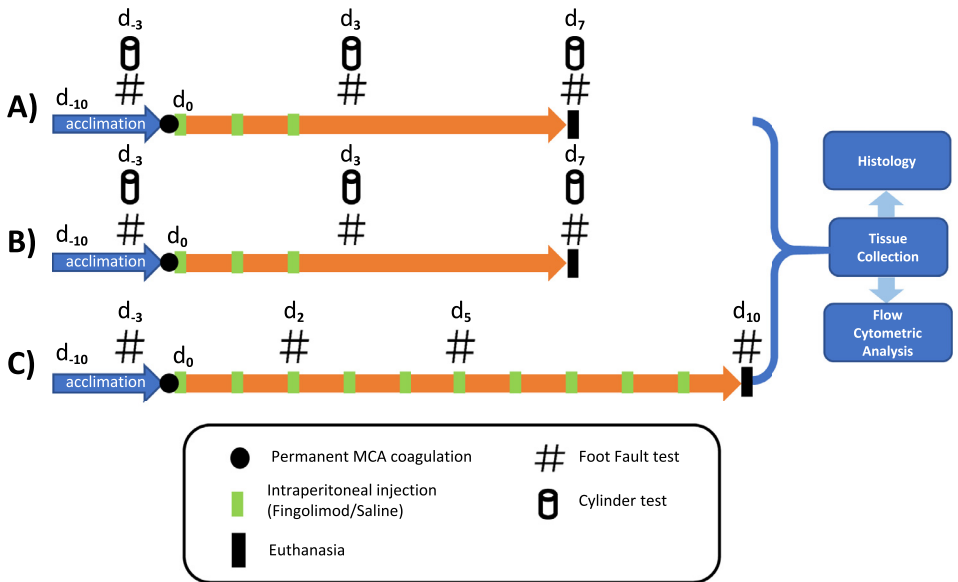 d-3 d3 d7
A)
d-10 d0
acclimation
d-3 d3 d7
B)
d-10 d0
acclimation
d-3 d2 d5 d10
C)
d-10 d0
acclimation
Histology
Tissue
Collection
Flow
Cytometric
Analysis
Permanent MCA coagulation
Intraperitoneal injection
(Fingolimod/Saline)
Euthanasia
Foot Fault test
Cylinder test